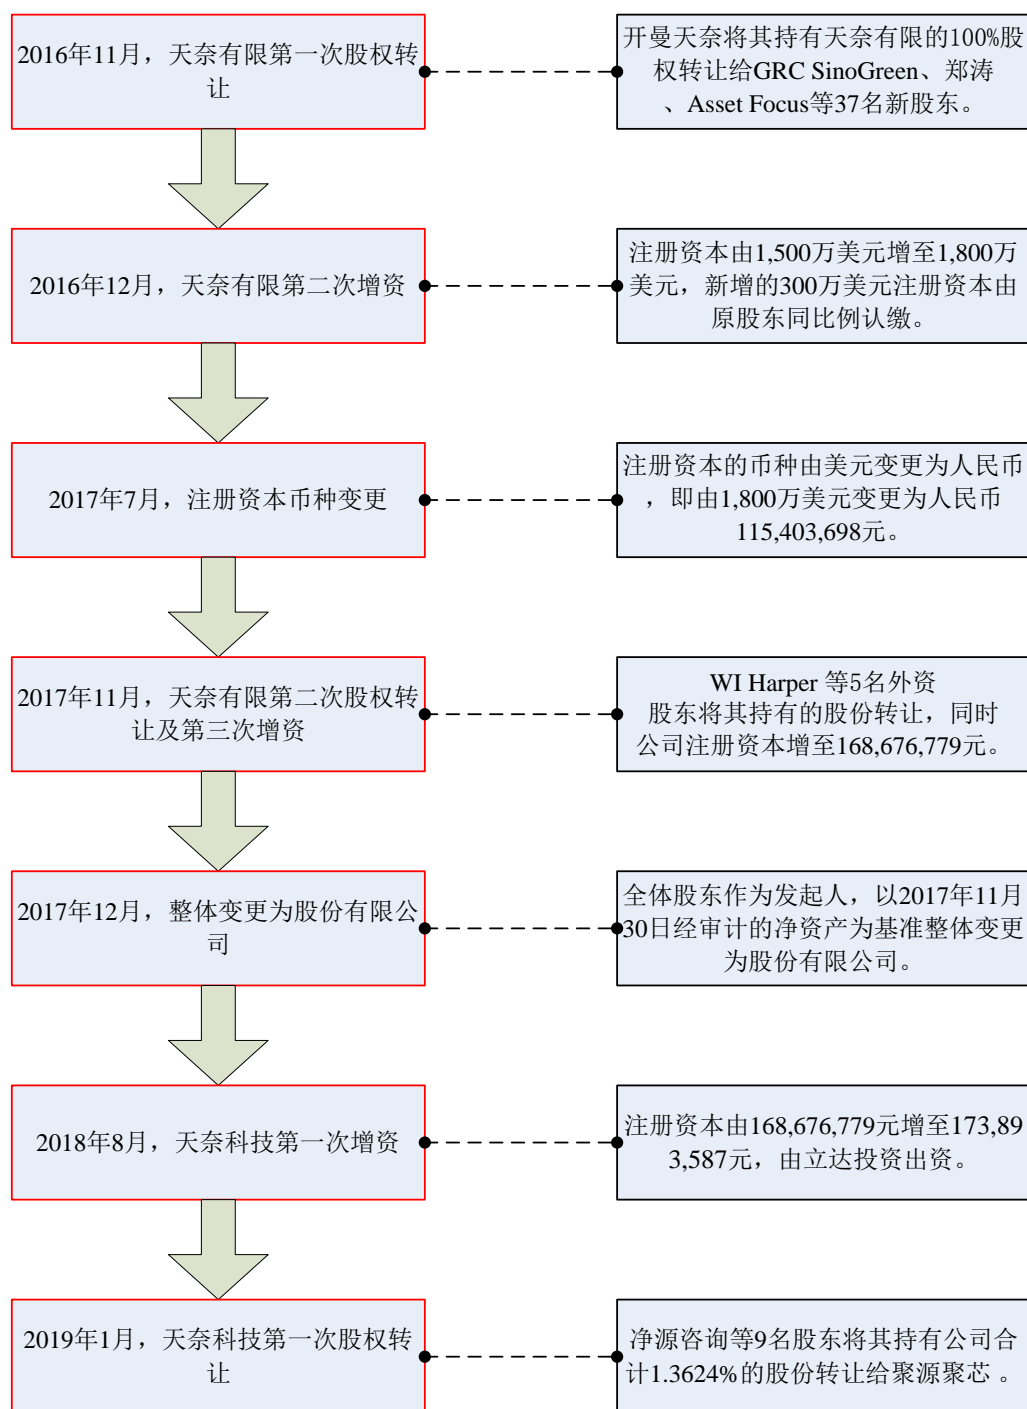 2016年11月，天奈有限第一次股权转
让
开曼天奈将其持有天奈有限的100%股
权转让给GRC SinoGreen、郑涛
、Asset Focus等37名新股东。
2016年12月，天奈有限第二次增资
注册资本由1,500万美元增至1,800万
美元，新增的300万美元注册资本由
原股东同比例认缴。
2017年7月，注册资本币种变更
注册资本的币种由美元变更为人民币
，即由1,800万美元变更为人民币
115,403,698元。
2017年11月，天奈有限第二次股权转
让及第三次增资
WI Harper 等5名外资
股东将其持有的股份转让，同时
公司注册资本增至168,676,779元。
2017年12月，整体变更为股份有限公
司
全体股东作为发起人，以2017年11月
30日经审计的净资产为基准整体变更
为股份有限公司。
2018年8月，天奈科技第一次增资
注册资本由168,676,779元增至173,89
3,587元，由立达投资出资。
2019年1月，天奈科技第一次股权转
让
净源咨询等9名股东将其持有公司合
计1.3624%的股份转让给聚源聚芯 。